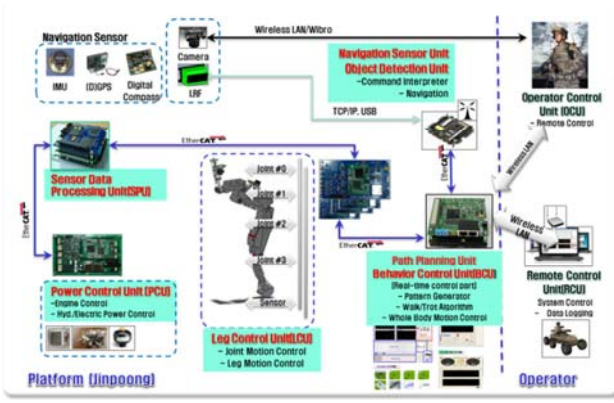 Navigation Sensor
IMU
(D)GPS
Digital
Compass
Camera
LRF
Wireless LAN/Wibro
Navigation Sensor Unit
Object Detection Unit
-Command Interpreter
- Navigation
TCP/IP, USB
Operator Control
Unit (OCU)
- Remote Control
EtherCAT
Sensor Data
Processing Unit(SPU)
EtherCAT
Joint #0
Joint #1
Joint #2
Joint #3
Sensor
EtherCAT
Wireless LAN
Wireless
LAN
Power Control Unit (PCU)
-Engine Control
- Hyd./Electric Power Control
Leg Control Unit(LCU)
- Joint Motion Control
- Leg Motion Control
Path Planning Unit
Behavior Control Unit(BCU)
(Real-time control part)
- Pattern Generator
- Walk/Trot Algorithm
- Whole Body Motion Control
Remote Control
Unit(RCU)
System Control
- Data Logging
Platform (Jinpoong)
Operator